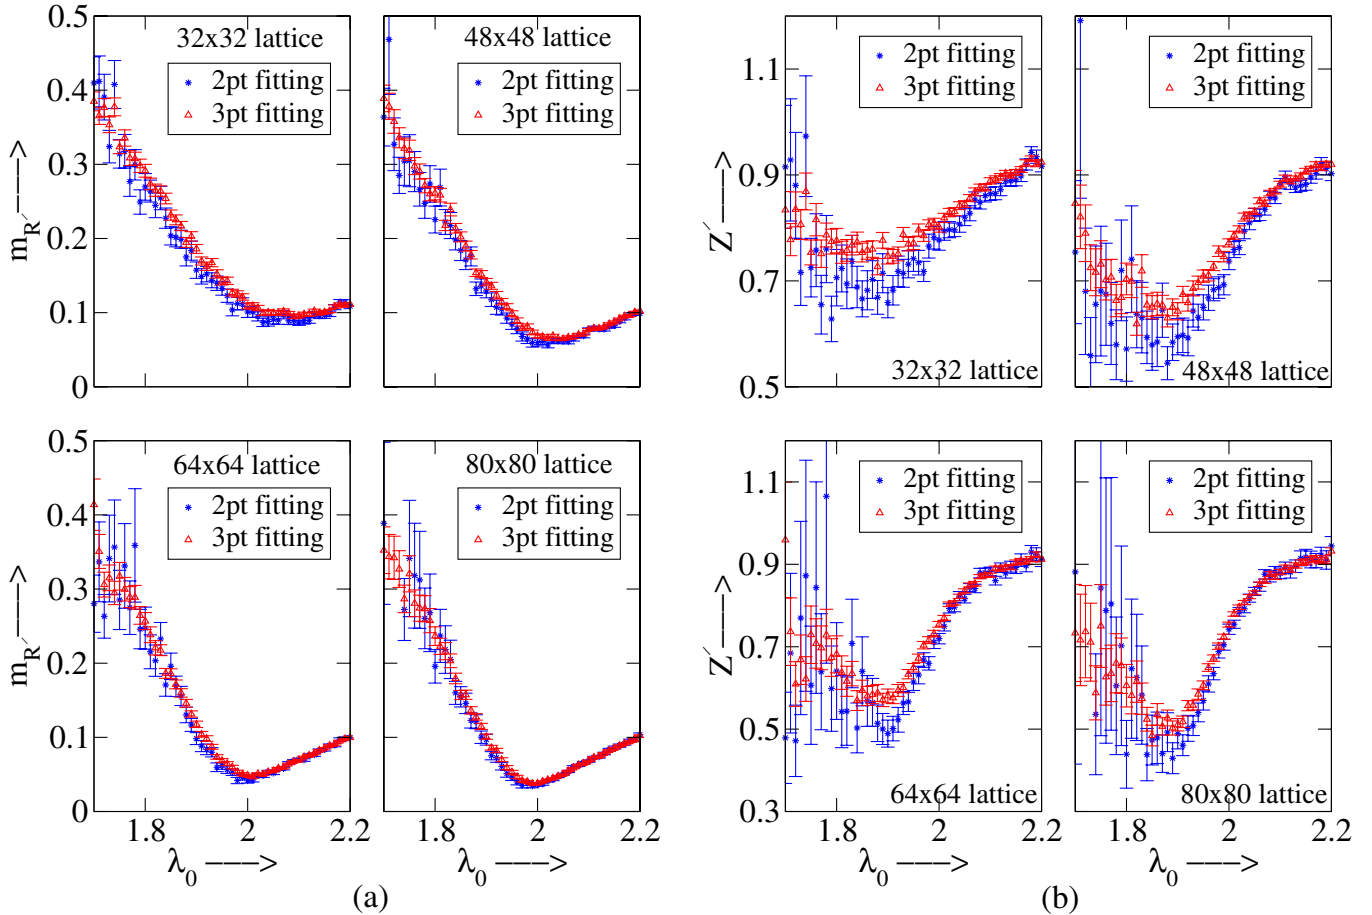 0.5
0.4
0.3
0.2
0.1
0
m_R′ ---->
32x32 lattice
2pt fitting
3pt fitting
48x48 lattice
2pt fitting
3pt fitting
1.1
0.9
0.7
0.5
Z′ ---->
2pt fitting
3pt fitting
32x32 lattice
2pt fitting
3pt fitting
48x48 lattice
0.5
0.4
0.3
0.2
0.1
0
m_R′ ---->
64x64 lattice
2pt fitting
3pt fitting
80x80 lattice
2pt fitting
3pt fitting
1.8 2 2.2
λ_0 ---->
1.8 2 2.2
λ_0 ---->
(a)
1.1
0.9
0.7
0.5
0.3
Z′ ---->
2pt fitting
3pt fitting
64x64 lattice
2pt fitting
3pt fitting
80x80 lattice
1.8 2 2.2
λ_0 ---->
1.8 2 2.2
λ_0 ---->
(b)